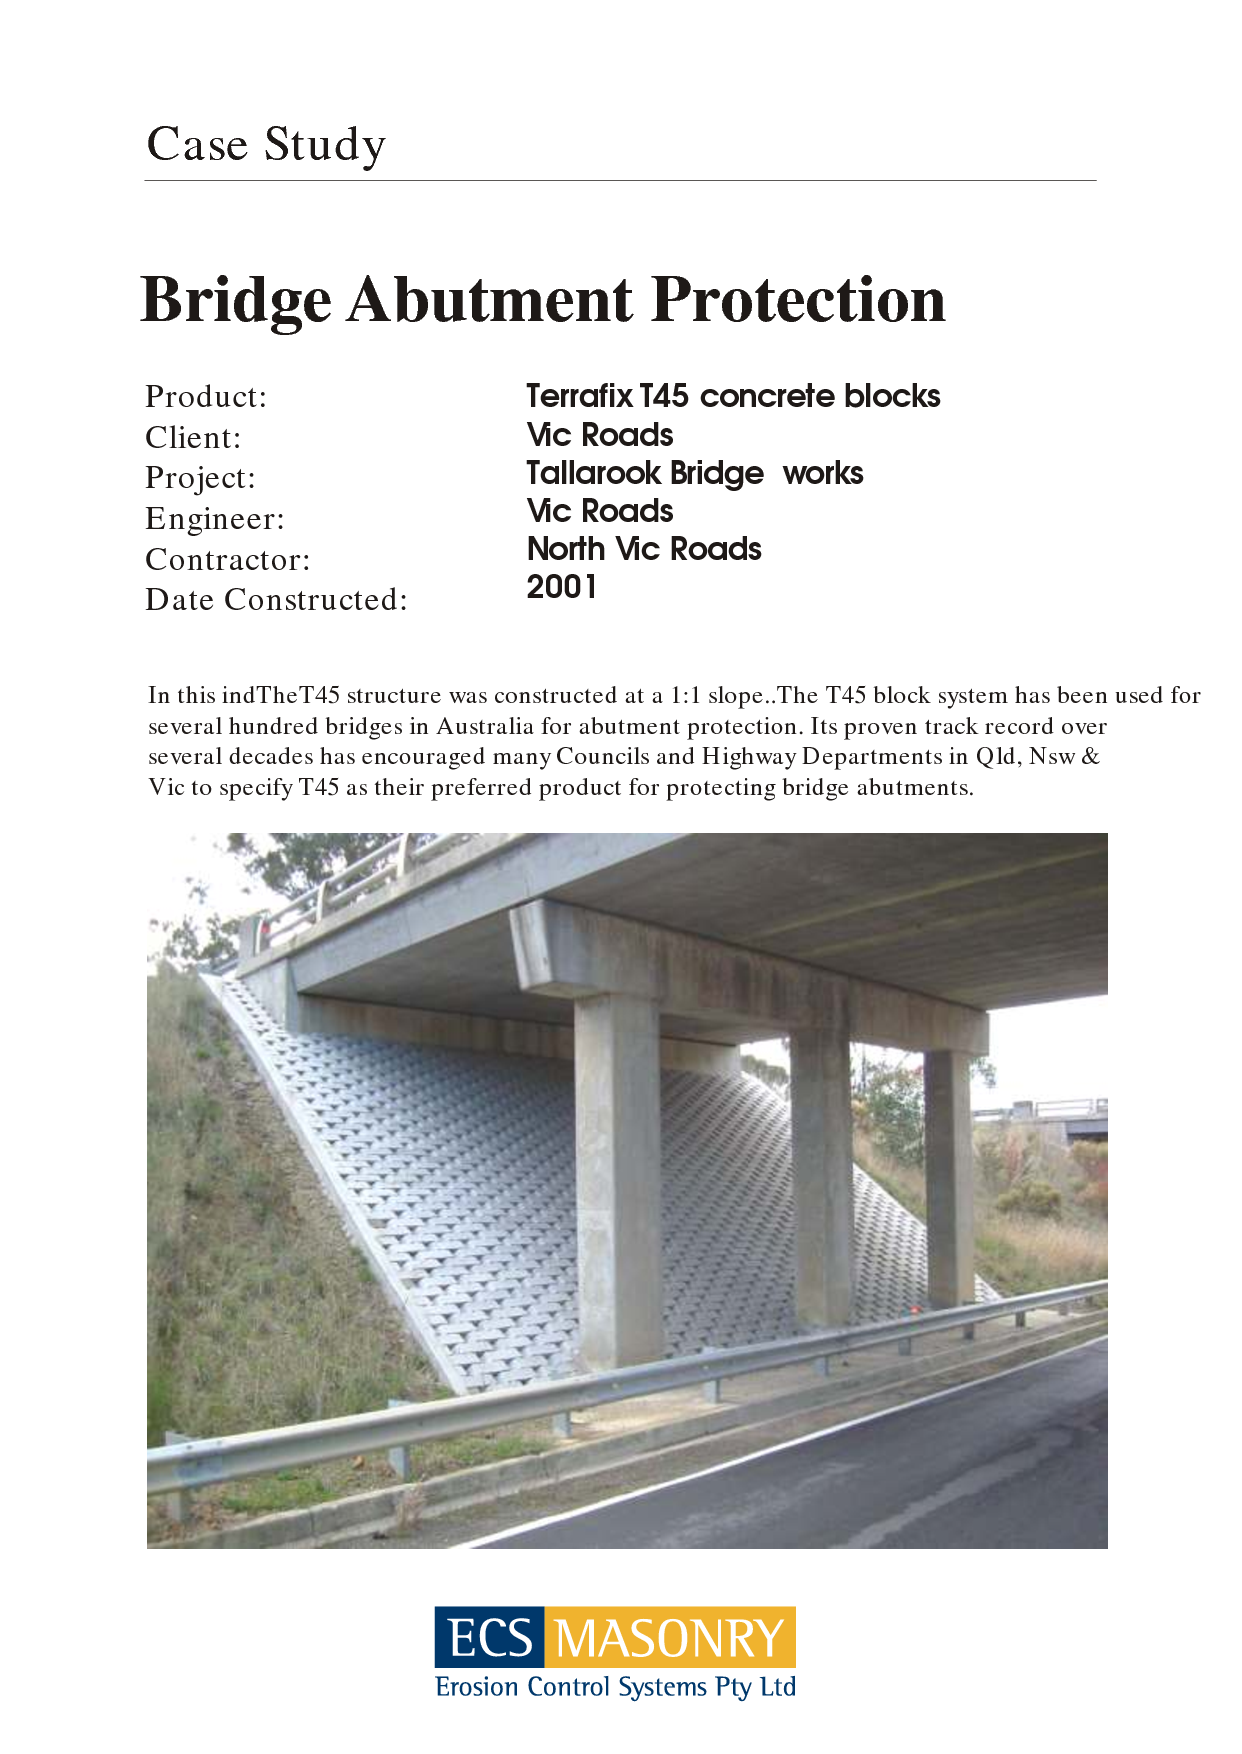 Case Study
Bridge Abutment Protection
Product: Terrafix T45 concrete blocks
Client: Vic Roads
Project: Tallarook Bridge works
Engineer: Vic Roads
Contractor: North Vic Roads
Date Constructed: 2001
In this indTheT45 structure was constructed at a 1:1 slope..The T45 block system has been used for
several hundred bridges in Australia for abutment protection. Its proven track record over
several decades has encouraged many Councils and Highway Departments in Qld, Nsw &
Vic to specify T45 as their preferred product for protecting bridge abutments.
ECS MASONRY
Erosion Control Systems Pty Ltd